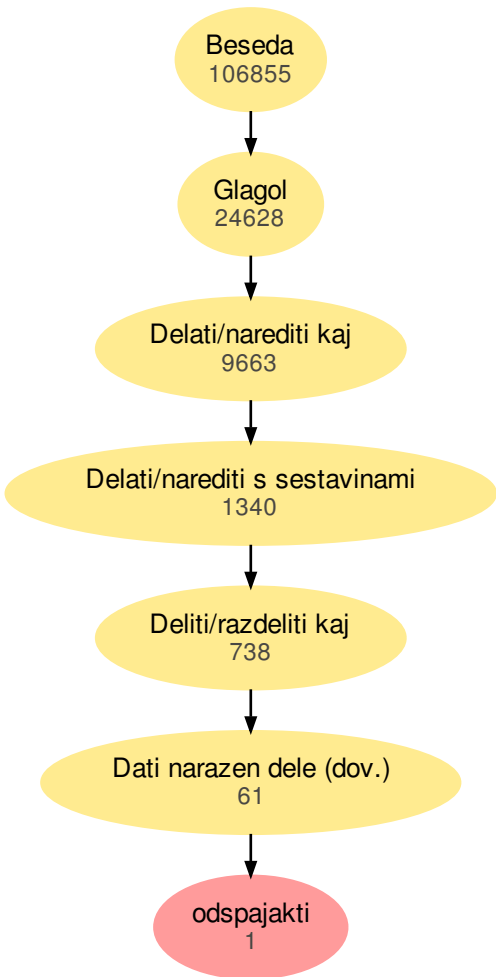 Beseda
106855
Glagol
24628
Delati/narediti kaj
9663
Delati/narediti s sestavinami
1340
Deliti/razdeliti kaj
738
Dati narazen dele (dov.)
61
odspajakti
1